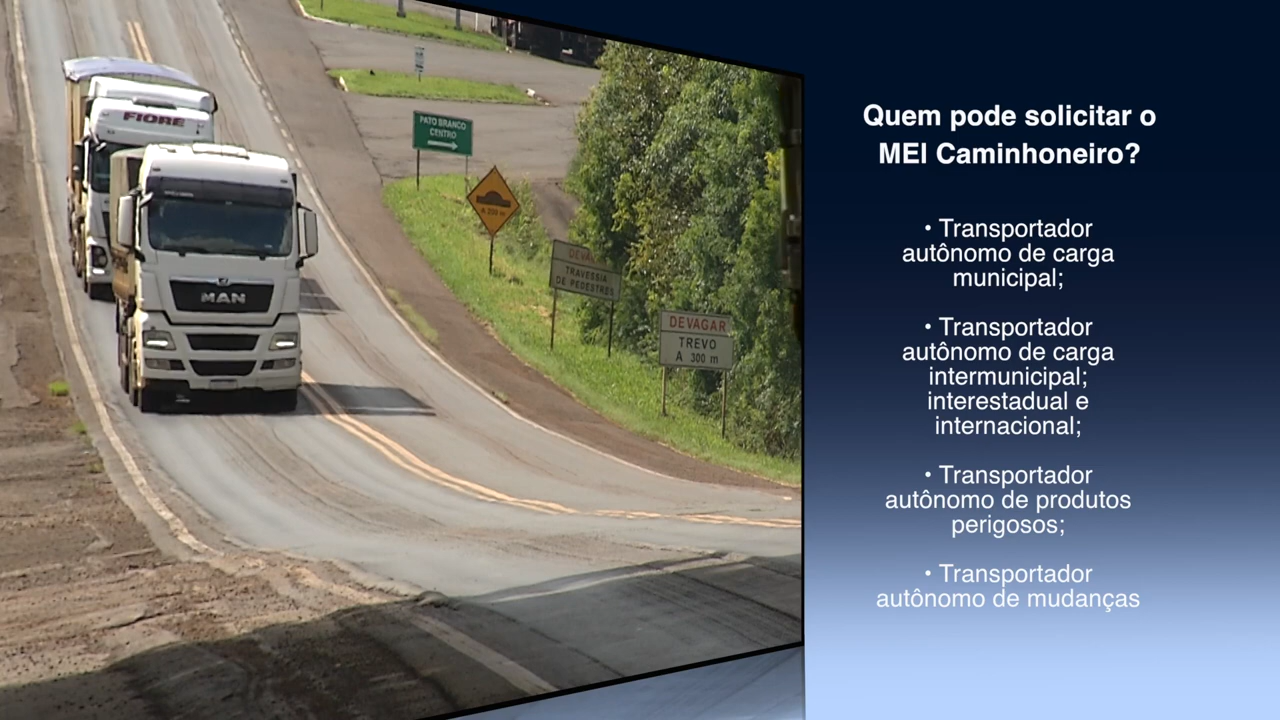 FIORE
MAN
PATO BRANCO
CENTRO
A 200 m
DEVAGAR
TRAVESSIA
DE PEDESTRES
DEVAGAR
TREVO
A 300 m
Quem pode solicitar o
MEI Caminhoneiro?
• Transportador
autônomo de carga
municipal;
• Transportador
autônomo de carga
intermunicipal;
interestadual e
internacional;
• Transportador
autônomo de produtos
perigosos;
• Transportador
autônomo de mudanças